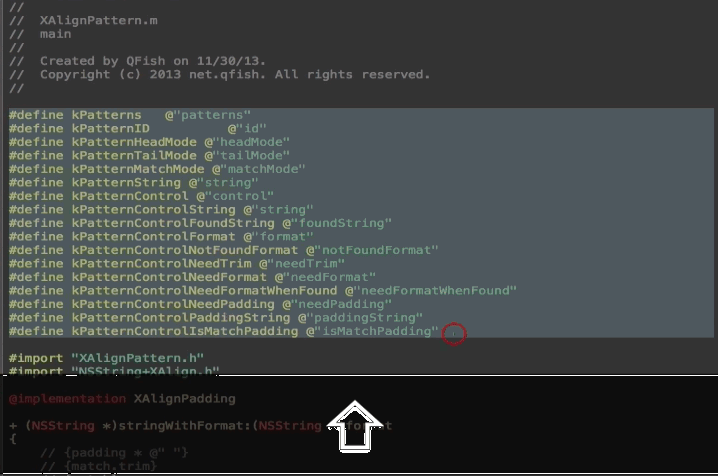 //
//  XAlignPattern.m
//  main
//
//  Created by QFish on 11/30/13.
//  Copyright (c) 2013 net.qfish. All rights reserved.
//
#define kPatterns   @"patterns"
#define kPatternID          @"id"
#define kPatternHeadMode @"headMode"
#define kPatternTailMode @"tailMode"
#define kPatternMatchMode @"matchMode"
#define kPatternString @"string"
#define kPatternControl @"control"
#define kPatternControlString @"string"
#define kPatternControlFoundString @"foundString"
#define kPatternControlFormat @"format"
#define kPatternControlNotFoundFormat @"notFoundFormat"
#define kPatternControlNeedTrim @"needTrim"
#define kPatternControlNeedFormat @"needFormat"
#define kPatternControlNeedFormatWhenFound @"needFormatWhenFound"
#define kPatternControlNeedPadding @"needPadding"
#define kPatternControlPaddingString @"paddingString"
#define kPatternControlIsMatchPadding @"isMatchPadding"
#import "XAlignPattern.h"
#import "NSString+XAlign.h"
@implementation XAlignPadding
+ (NSString *)stringWithFormat:(NSString
{
    // {padding * @" "}
    // {match.trim}